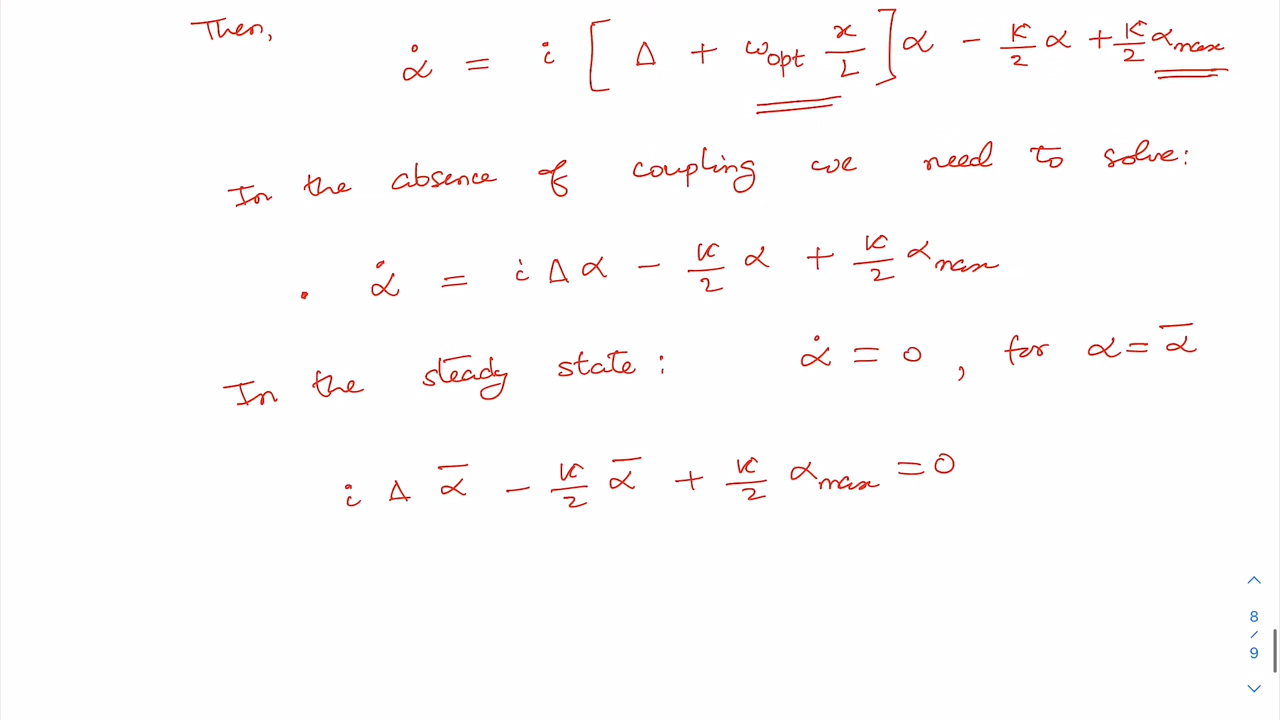 Then,
α̇ = i [ Δ + ω_opt x/L ] α − κ/2 α + κ/2 α_max
In the absence of coupling we need to solve:
. α̇ = i Δ α − κ/2 α + κ/2 α_max
In the steady state : α̇ = 0 , for α = ᾱ
i Δ ᾱ − κ/2 ᾱ + κ/2 α_max = 0
8
/
9